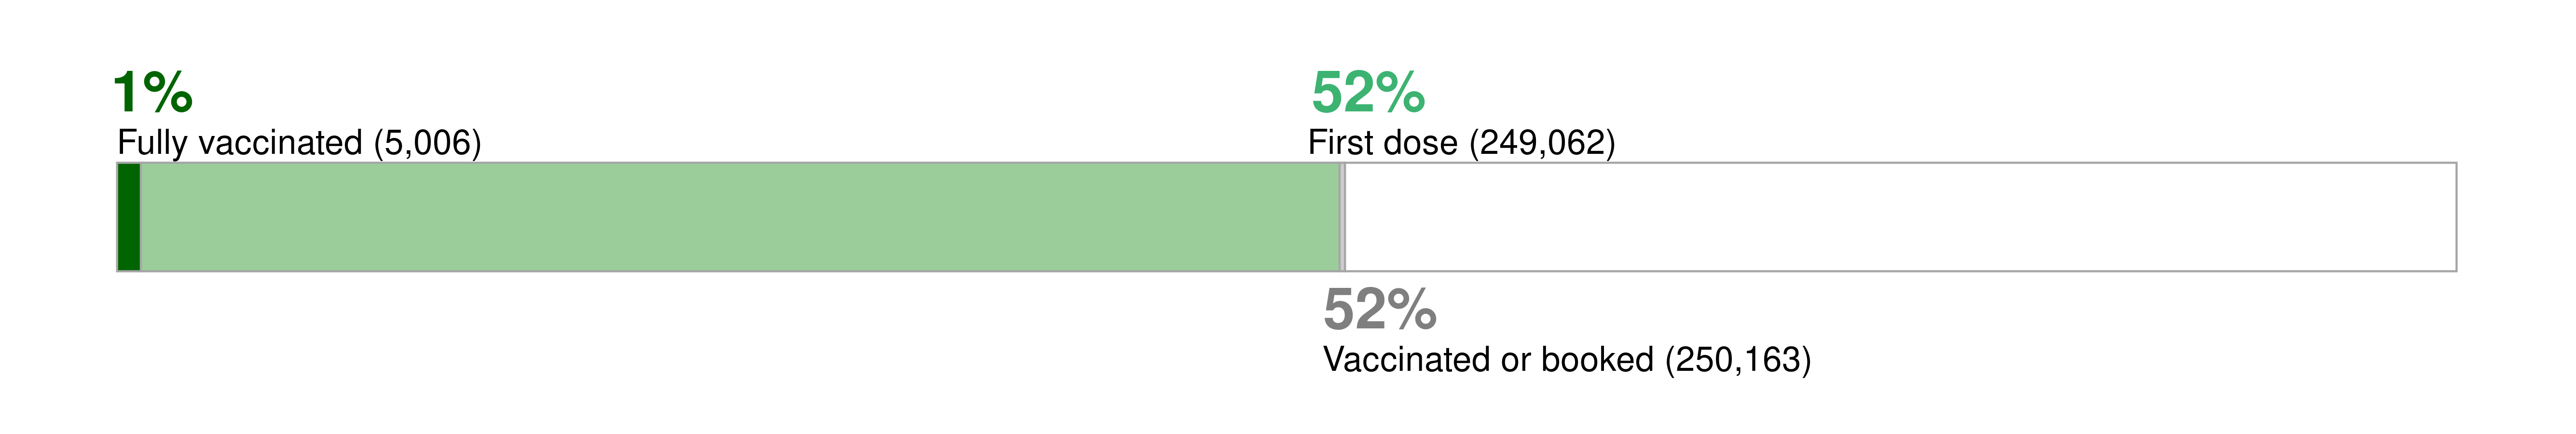 1%
Fully vaccinated (5,006)
52%
First dose (249,062)
52%
Vaccinated or booked (250,163)